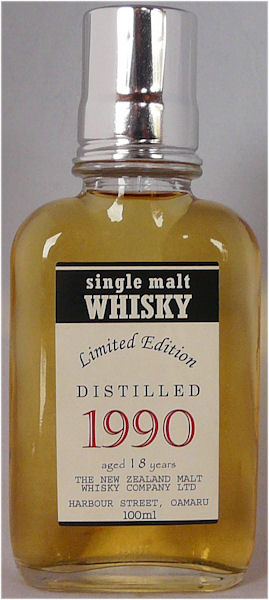 single malt
WHISKY
Limited Edition
DISTILLED
1990
aged 18 years
THE NEW ZEALAND MALT
WHISKY COMPANY LTD
HARBOUR STREET, OAMARU
100ml